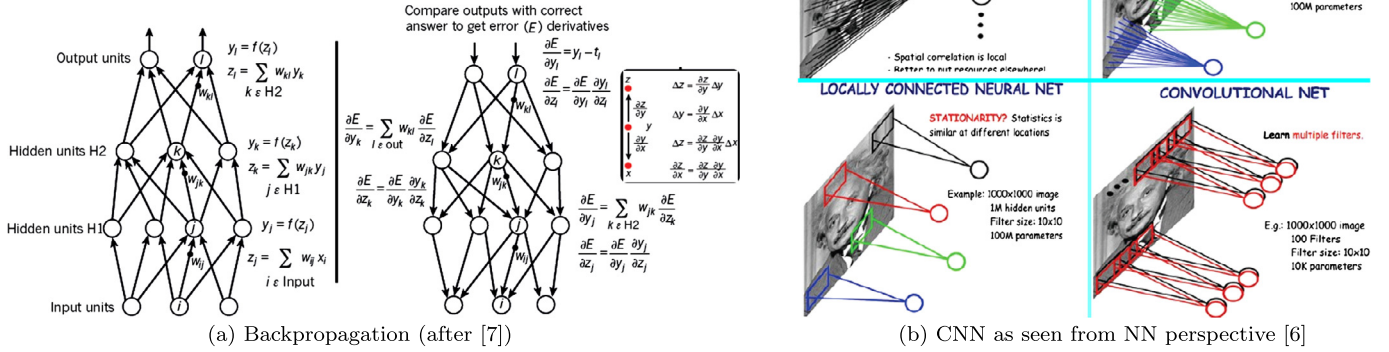 Output units
y_l = f(z_l)
z_l = ∑ w_kl y_k
k ε H2
l
w_kl
Hidden units H2
y_k = f(z_k)
z_k = ∑ w_jk y_j
j ε H1
k
w_jk
Hidden units H1
y_j = f(z_j)
z_j = ∑ w_ij x_i
i ε Input
j
w_ij
Input units
i
Compare outputs with correct
answer to get error (E) derivatives
∂E/∂y_l = y_l − t_l
∂E/∂z_l = ∂E/∂y_l ∂y_l/∂z_l
l
w_kl
∂E/∂y_k = ∑ w_kl ∂E/∂z_l
l ε out
∂E/∂z_k = ∂E/∂y_k ∂y_k/∂z_k
k
w_jk
∂E/∂y_j = ∑ w_jk ∂E/∂z_k
k ε H2
∂E/∂z_j = ∂E/∂y_j ∂y_j/∂z_j
j
w_ij
i
z
∂z/∂y
y
∂y/∂x
x
Δz = ∂z/∂y Δy
Δy = ∂y/∂x Δx
Δz = ∂z/∂y ∂y/∂x Δx
∂z/∂x = ∂z/∂y ∂y/∂x
(a) Backpropagation (after [7])
- Spatial correlation is local
- Better to put resources elsewhere!
100M parameters
LOCALLY CONNECTED NEURAL NET
STATIONARITY? Statistics is
similar at different locations
Example: 1000x1000 image
1M hidden units
Filter size: 10x10
100M parameters
CONVOLUTIONAL NET
Learn multiple filters.
E.g.: 1000x1000 image
100 Filters
Filter size: 10x10
10K parameters
(b) CNN as seen from NN perspective [6]